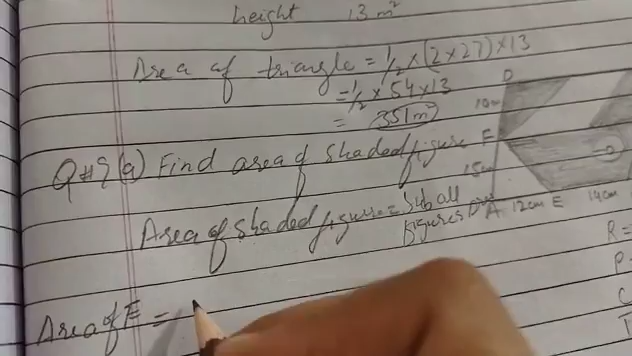 height 13 m²
Area of triangle = 1/2 × (2 × 27) × 13
= 1/2 × 54 × 13
= 351 m²
Q#9 (a) Find area of shaded figure
Area of shaded figure = Sub all
figures
D
10cm
F
15cm
A 12cm E 14cm
Area of E =
R =
P
C